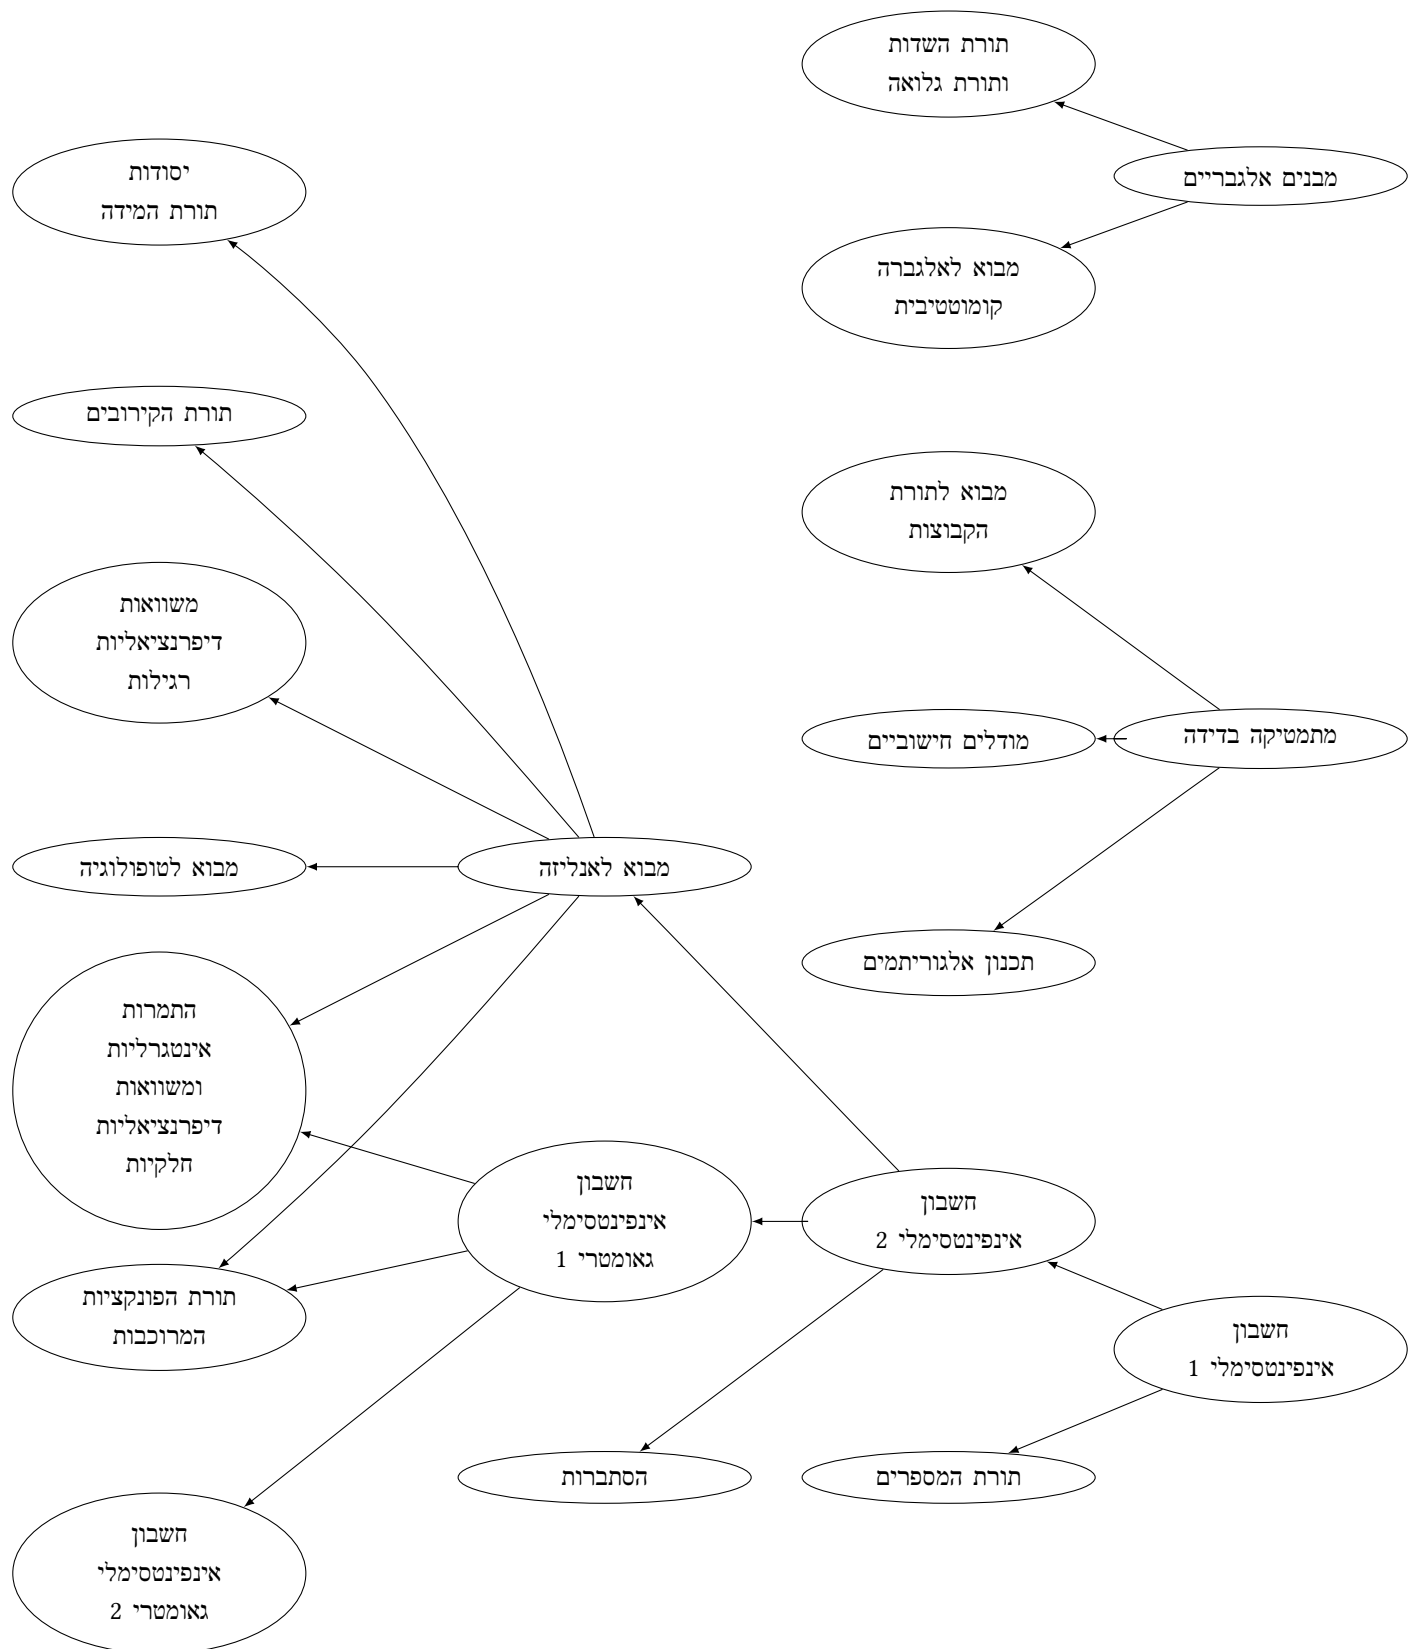 תורת השדות
ותורת גלואה
מבנים אלגבריים
יסודות
תורת המידה
מבוא לאלגברה
קומוטטיבית
תורת הקירובים
מבוא לתורת
הקבוצות
משוואות
דיפרנציאליות
רגילות
מתמטיקה בדידה
מודלים חישוביים
מבוא לאנליזה
מבוא לטופולוגיה
תכנון אלגוריתמים
התמרות
אינטגרליות
ומשוואות
דיפרנציאליות
חלקיות
חשבון
אינפינטסימלי
גאומטרי 1
חשבון
אינפינטסימלי 2
תורת הפונקציות
המרוכבות
חשבון
אינפינטסימלי 1
הסתברות
תורת המספרים
חשבון
אינפינטסימלי
גאומטרי 2